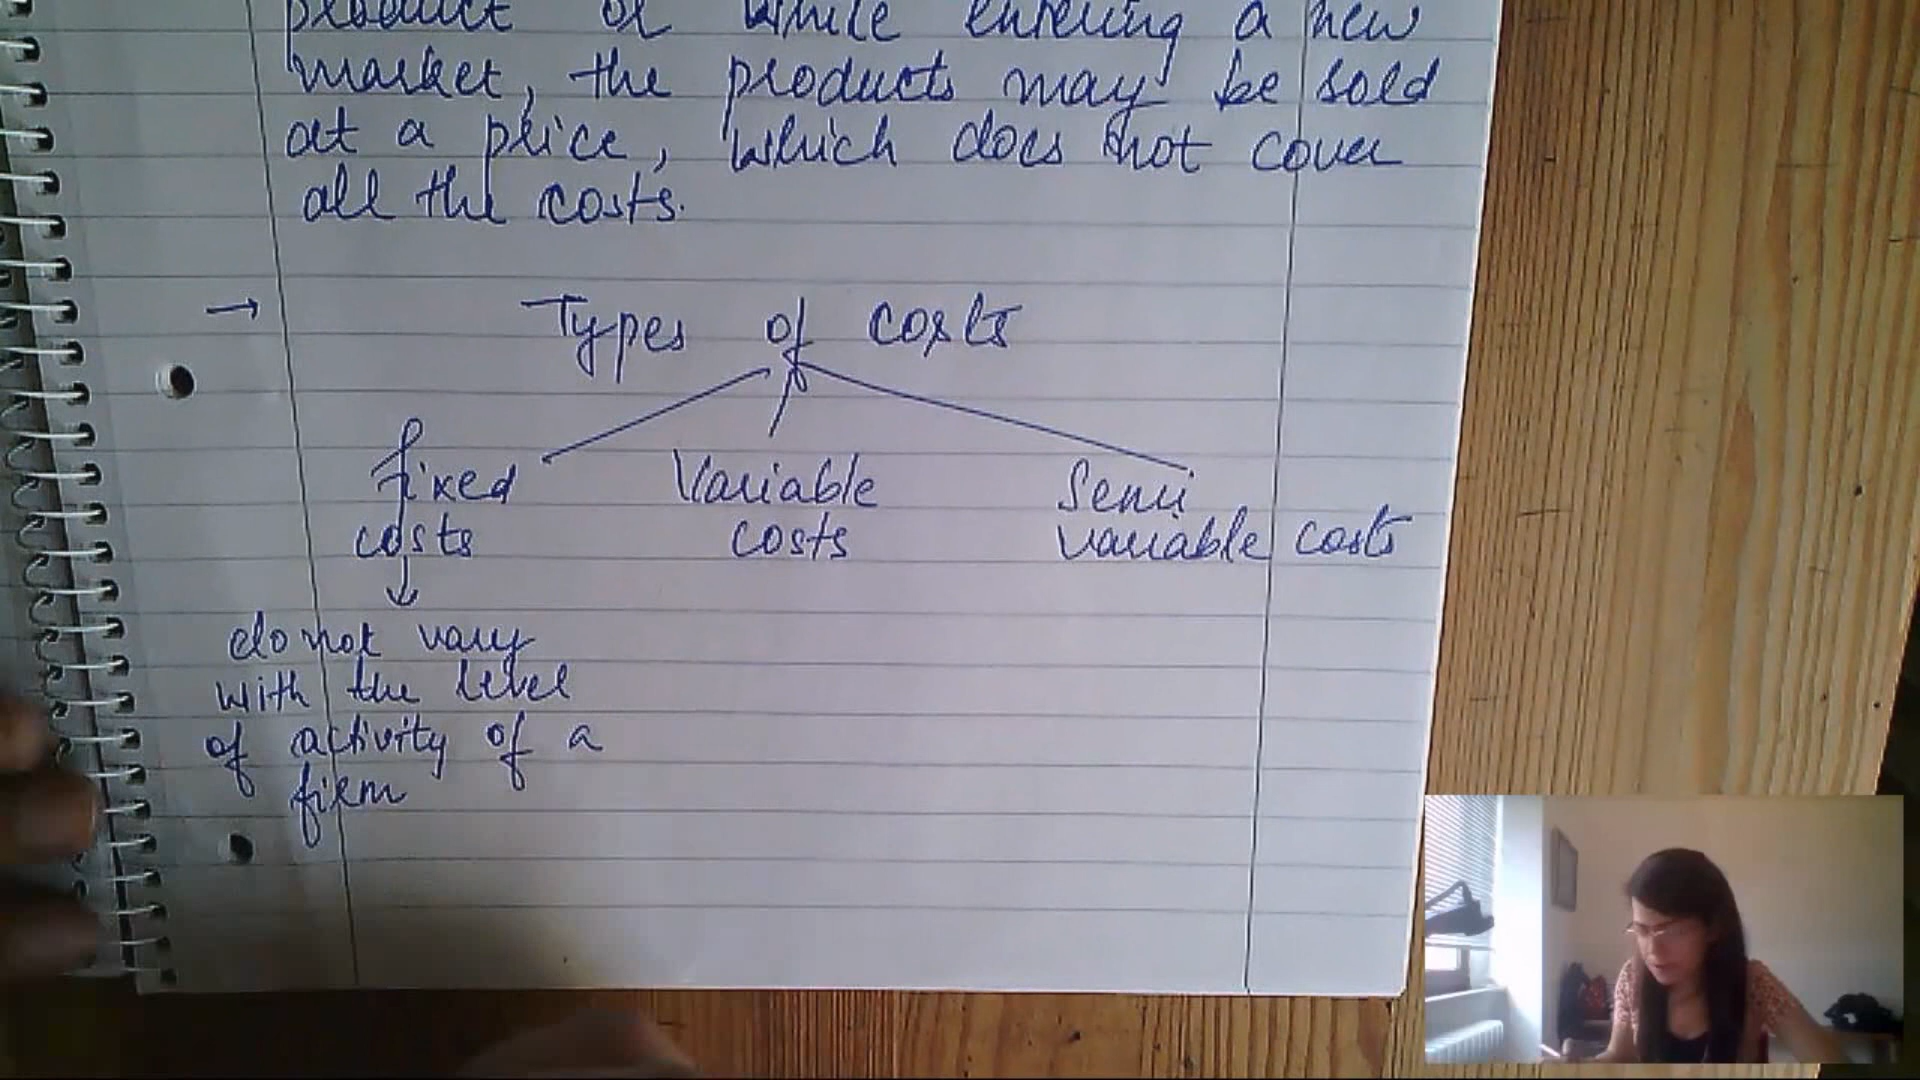 product or while entering a new
market, the products may be sold
at a price, which does not cover
all the costs.
→ Types of costs
fixed costs
Variable costs
Semi variable costs
↓
do not vary
with the level
of activity of a
firm